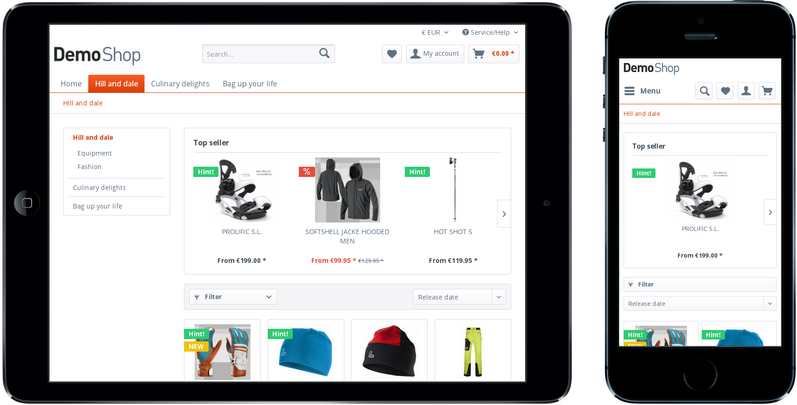 € EUR
Service/Help
DemoShop
Search...
My account
€0.00 *
Home
Hill and dale
Culinary delights
Bag up your life
Hill and dale
Hill and dale
Equipment
Fashion
Culinary delights
Bag up your life
Top seller
Hint!
%
Hint!
PROLIFIC S.L.
SOFTSHELL JACKE HOODED
MEN
HOT SHOT S
From €199.00 *
From €99.95 * €129.95 *
From €119.95 *
Filter
Release date
Hint!
NEW
Hint!
DemoShop
Menu
Hill and dale
Top seller
Hint!
PROLIFIC S.L.
From €199.00 *
Filter
Release date
Hint!
Hint!